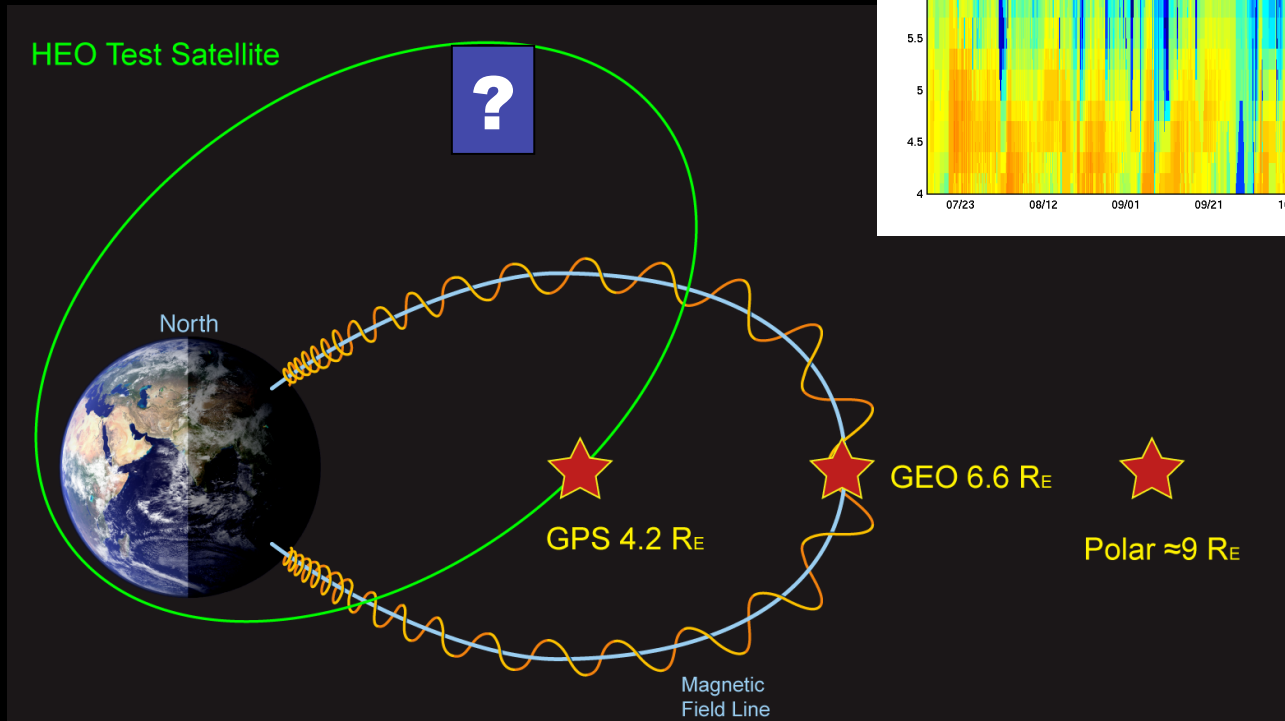 HEO Test Satellite
?
5.5
5
4.5
4
07/23 08/12 09/01 09/21
North
GPS 4.2 RE
GEO 6.6 RE
Polar ≈9 RE
Magnetic
Field Line